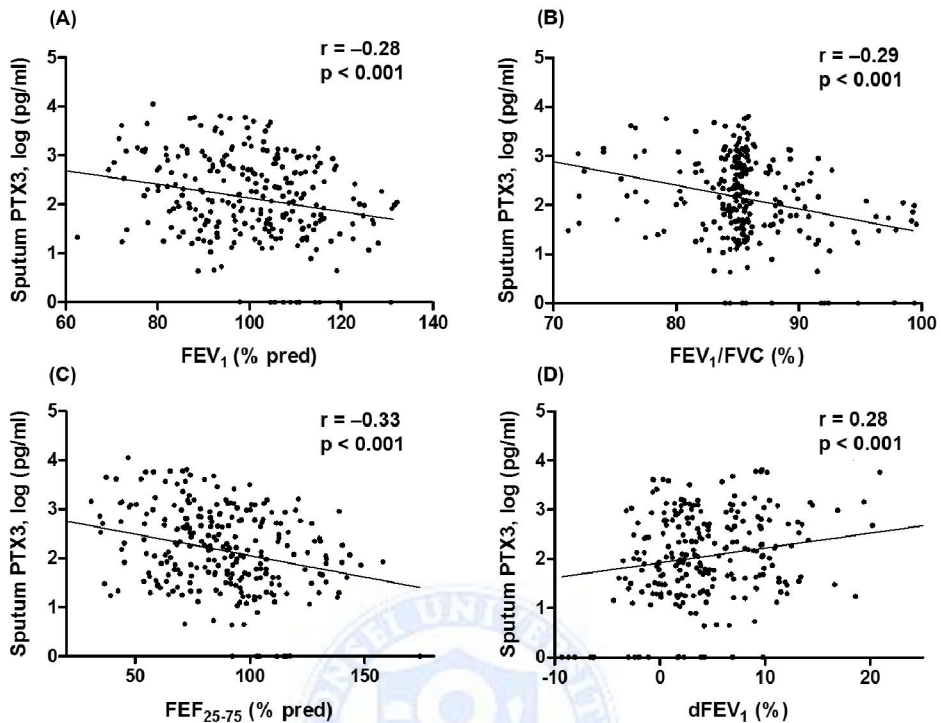 (A)
r = –0.28
p < 0.001
Sputum PTX3, log (pg/ml)
5
4
3
2
1
0
60 80 100 120 140
FEV₁ (% pred)
(B)
r = –0.29
p < 0.001
Sputum PTX3, log (pg/ml)
5
4
3
2
1
0
70 80 90 100
FEV₁/FVC (%)
(C)
r = –0.33
p < 0.001
Sputum PTX3, log (pg/ml)
5
4
3
2
1
0
50 100 150
FEF₂₅₋₇₅ (% pred)
(D)
r = 0.28
p < 0.001
Sputum PTX3, log (pg/ml)
5
4
3
2
1
0
-10 0 10 20
dFEV₁ (%)
ONSEI UNIVERSIT